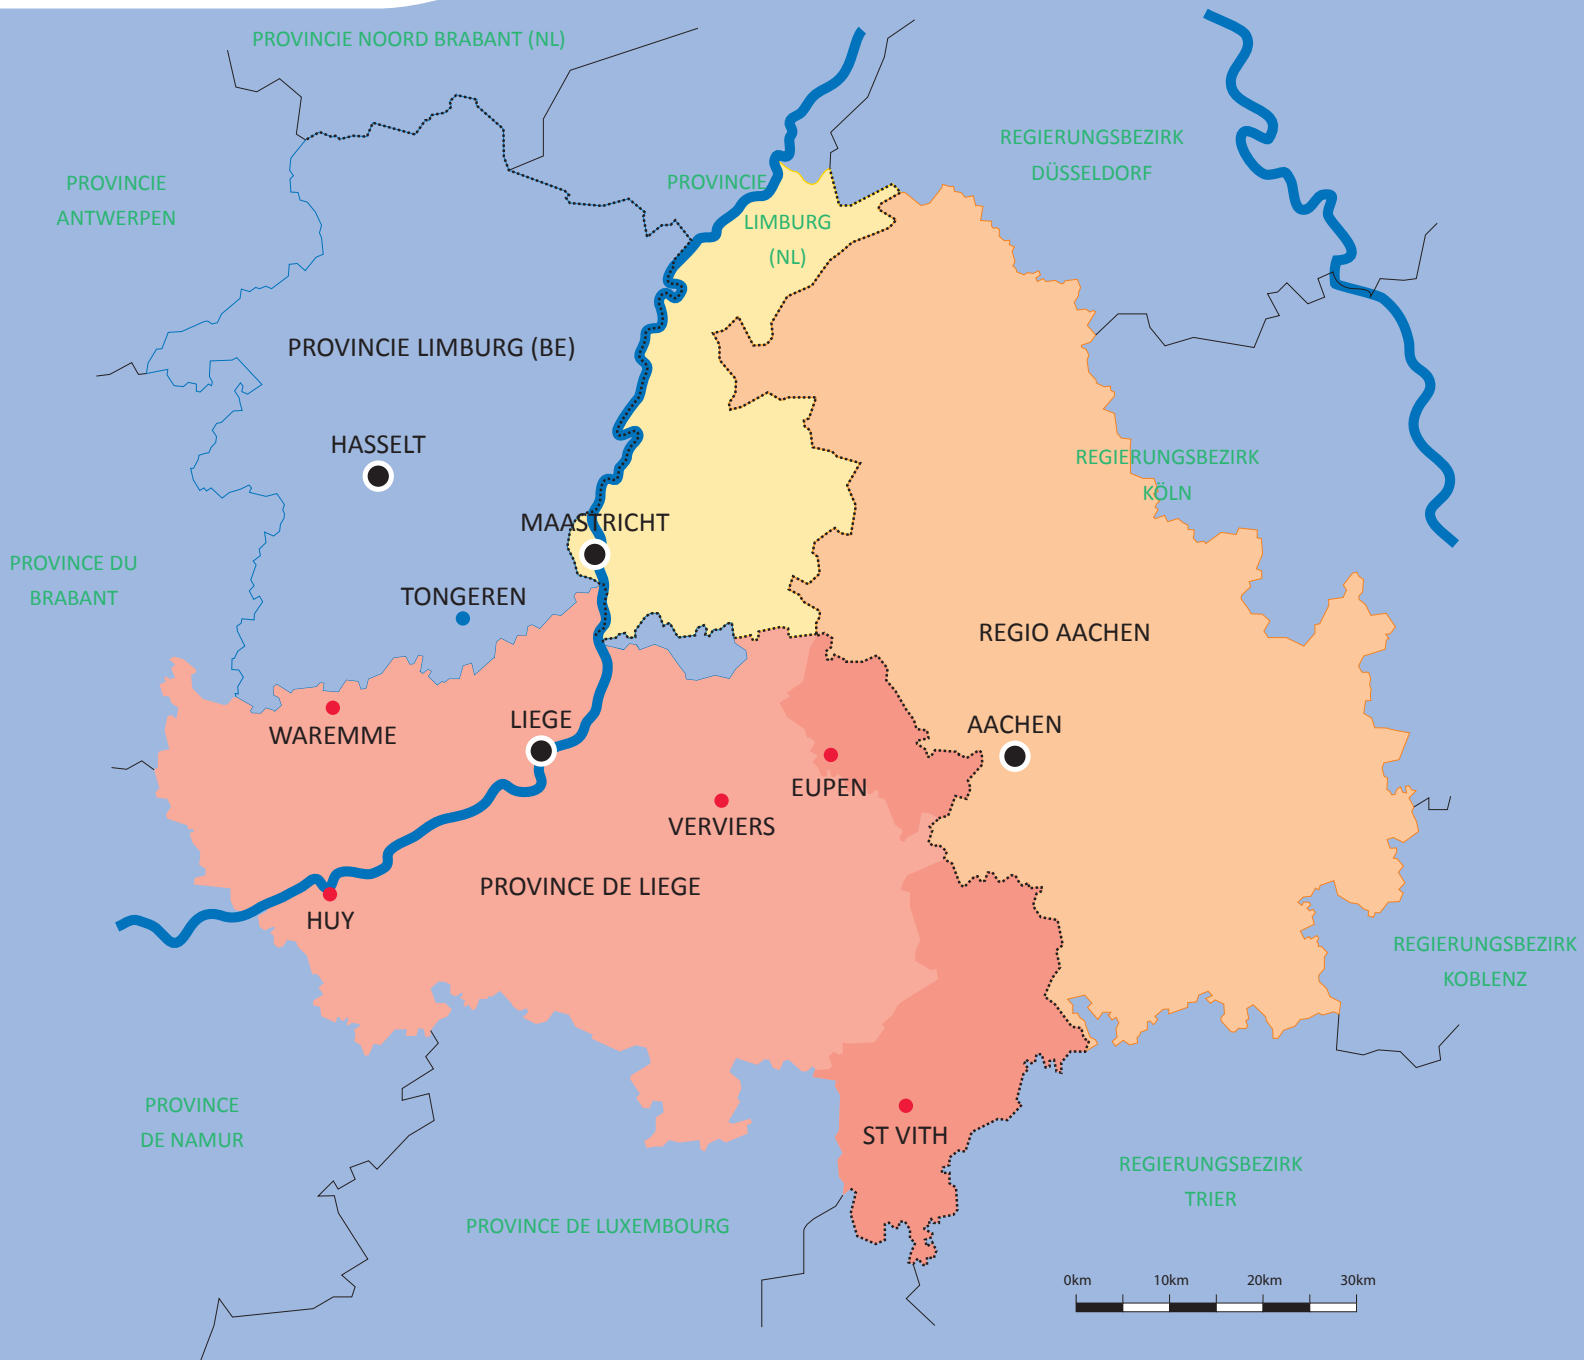 PROVINCIE NOORD BRABANT (NL)
REGIERUNGSBEZIRK
DÜSSELDORF
PROVINCIE
ANTWERPEN
PROVINCIE
LIMBURG
(NL)
PROVINCIE LIMBURG (BE)
HASSELT
REGIERUNGSBEZIRK
KÖLN
MAASTRICHT
PROVINCE DU
BRABANT
TONGEREN
REGIO AACHEN
WAREMME
LIEGE
AACHEN
EUPEN
VERVIERS
PROVINCE DE LIEGE
HUY
REGIERUNGSBEZIRK
KOBLENZ
PROVINCE
DE NAMUR
ST VITH
REGIERUNGSBEZIRK
TRIER
PROVINCE DE LUXEMBOURG
0km 10km 20km 30km